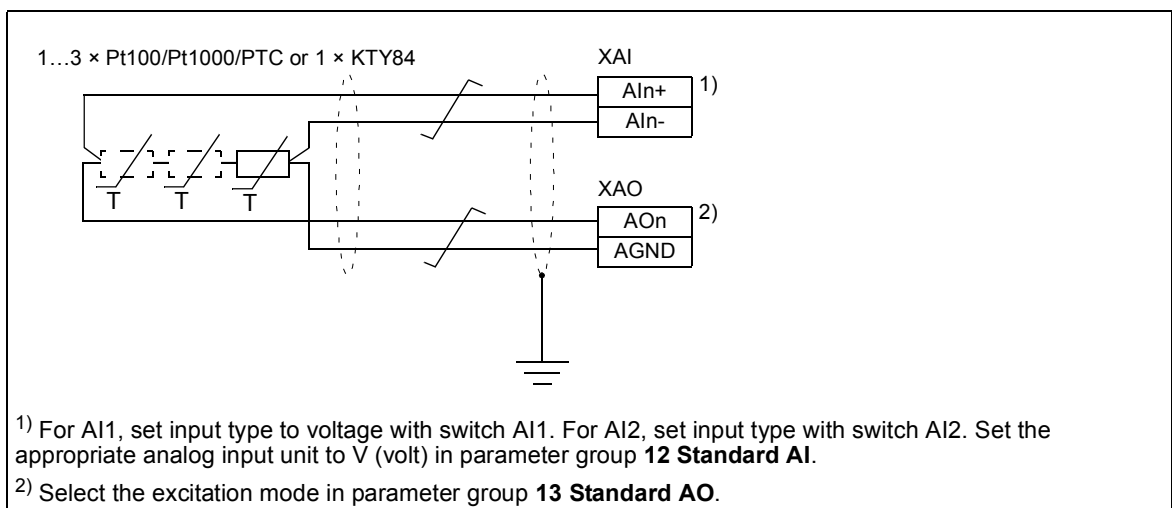 1…3 × Pt100/Pt1000/PTC or 1 × KTY84
XAI
AIn+ 1)
AIn-
T T T
XAO
AOn 2)
AGND
1) For AI1, set input type to voltage with switch AI1. For AI2, set input type with switch AI2. Set the
appropriate analog input unit to V (volt) in parameter group 12 Standard AI.
2) Select the excitation mode in parameter group 13 Standard AO.